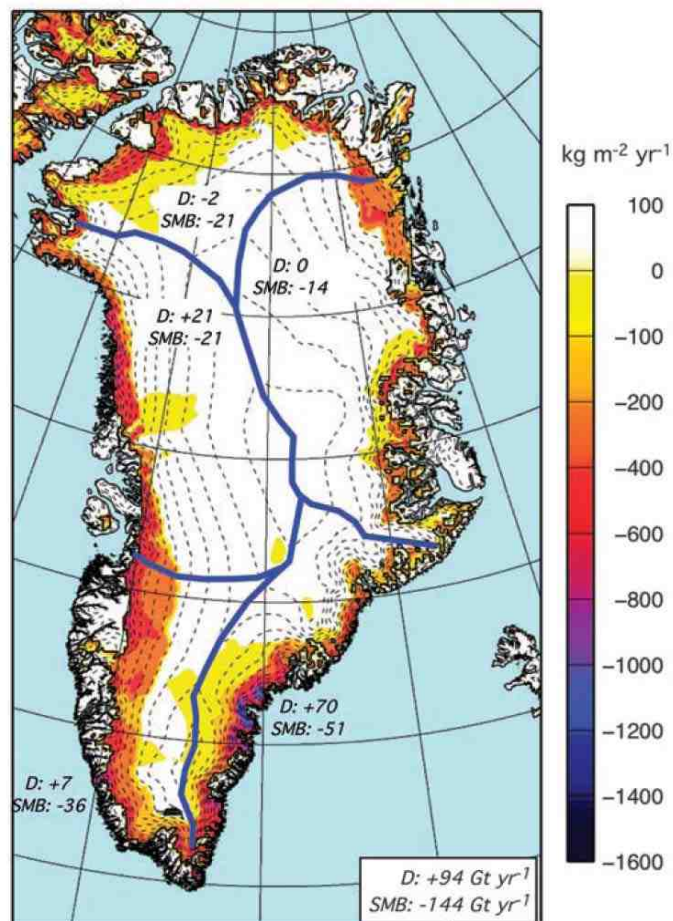 kg m⁻² yr⁻¹
100
0
−100
−200
−400
−600
−800
−1000
−1200
−1400
−1600
D: -2
SMB: -21
D: 0
SMB: -14
D: +21
SMB: -21
D: +70
SMB: -51
D: +7
SMB: -36
D: +94 Gt yr⁻¹
SMB: -144 Gt yr⁻¹